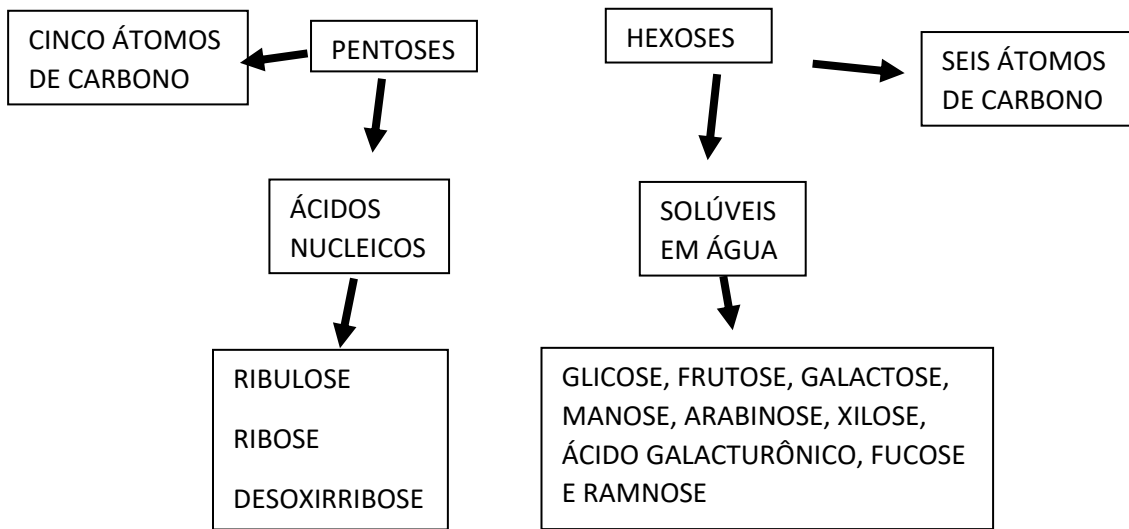 CINCO ÁTOMOS
DE CARBONO
PENTOSES
HEXOSES
SEIS ÁTOMOS
DE CARBONO
ÁCIDOS
NUCLEICOS
SOLÚVEIS
EM ÁGUA
RIBULOSE
RIBOSE
DESOXIRRIBOSE
GLICOSE, FRUTOSE, GALACTOSE,
MANOSE, ARABINOSE, XILOSE,
ÁCIDO GALACTURÔNICO, FUCOSE
E RAMNOSE